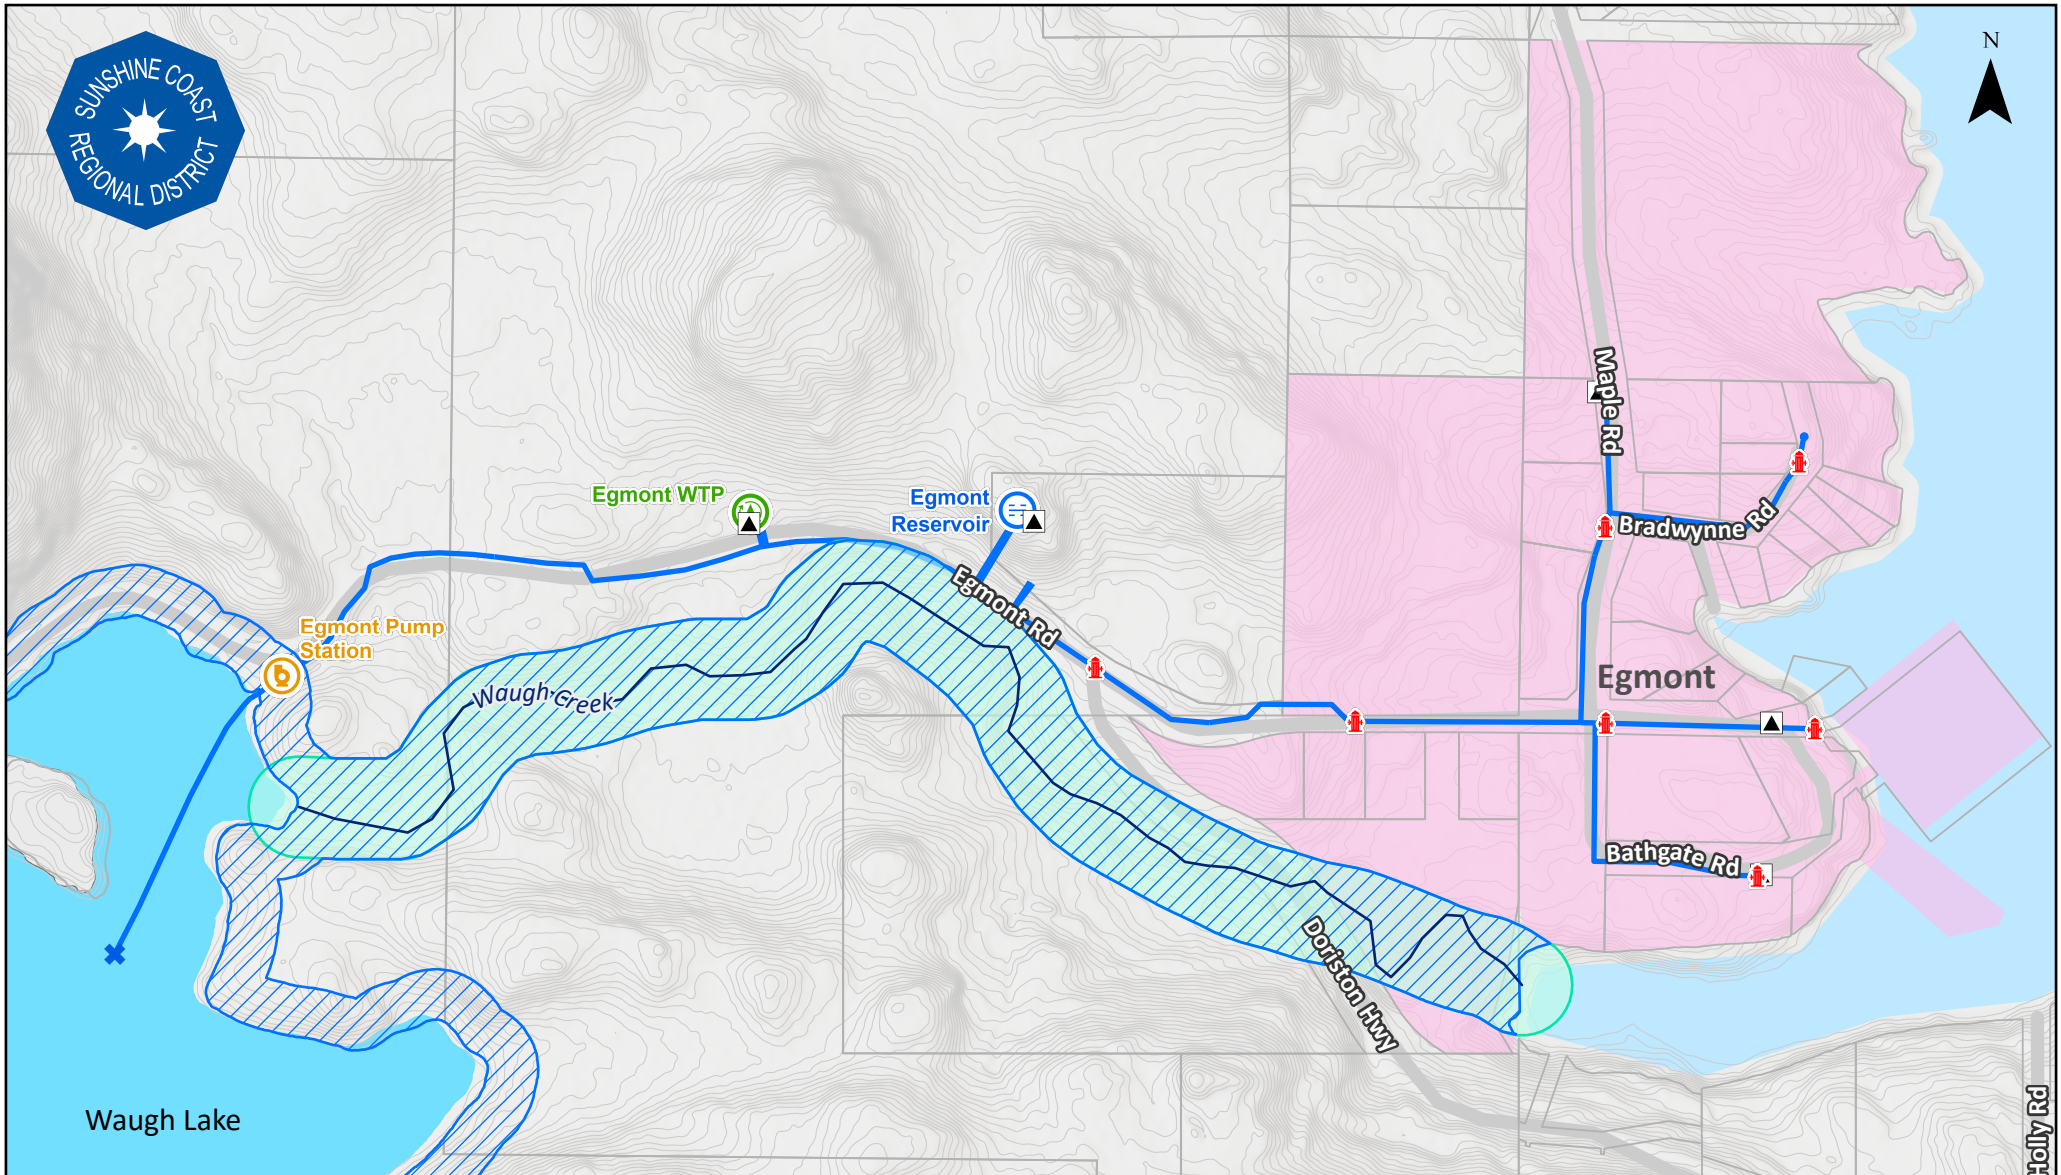 SUNSHINE COAST
REGIONAL DISTRICT
N
Maple Rd
Bradwynne Rd
Egmont WTP
Egmont
Reservoir
Egmont Rd
Egmont Pump
Station
Waugh Creek
Egmont
Bathgate Rd
Doriston Hwy
Waugh Lake
Holly Rd